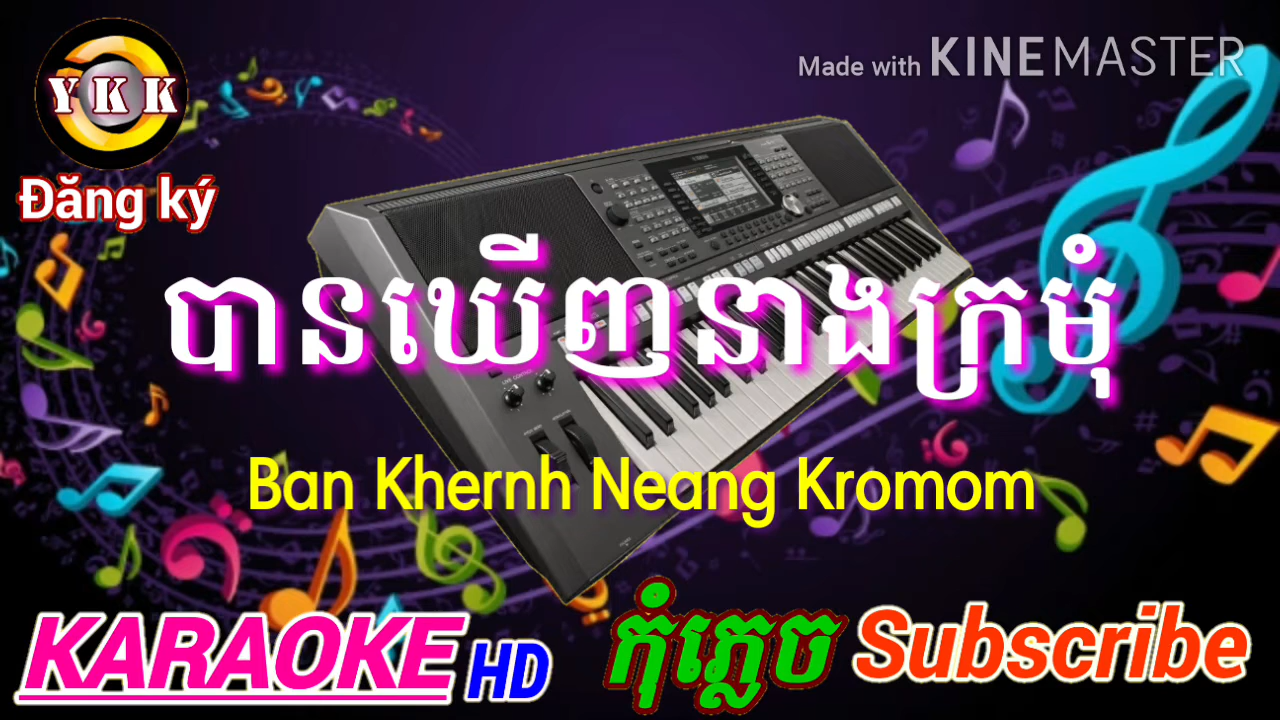 Made with KINEMASTER
YKK
Đăng ký
បានឃើញនាងក្រមុំ
Ban Khernh Neang Kromom
KARAOKE HD
កុំភ្លេច Subscribe